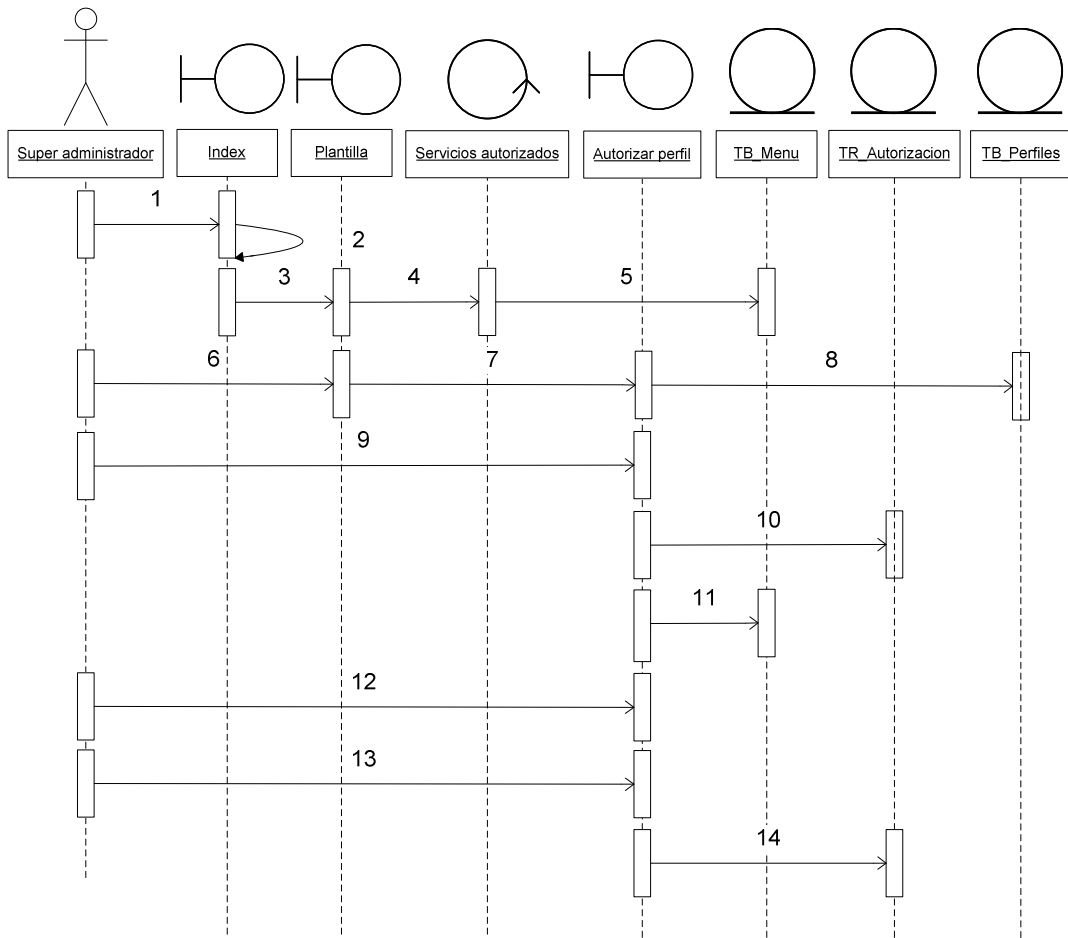 Super administrador
Index
Plantilla
Servicios autorizados
Autorizar perfil
TB_Menu
TR_Autorizacion
TB_Perfiles
1
2
3
4
5
6
7
8
9
10
11
12
13
14